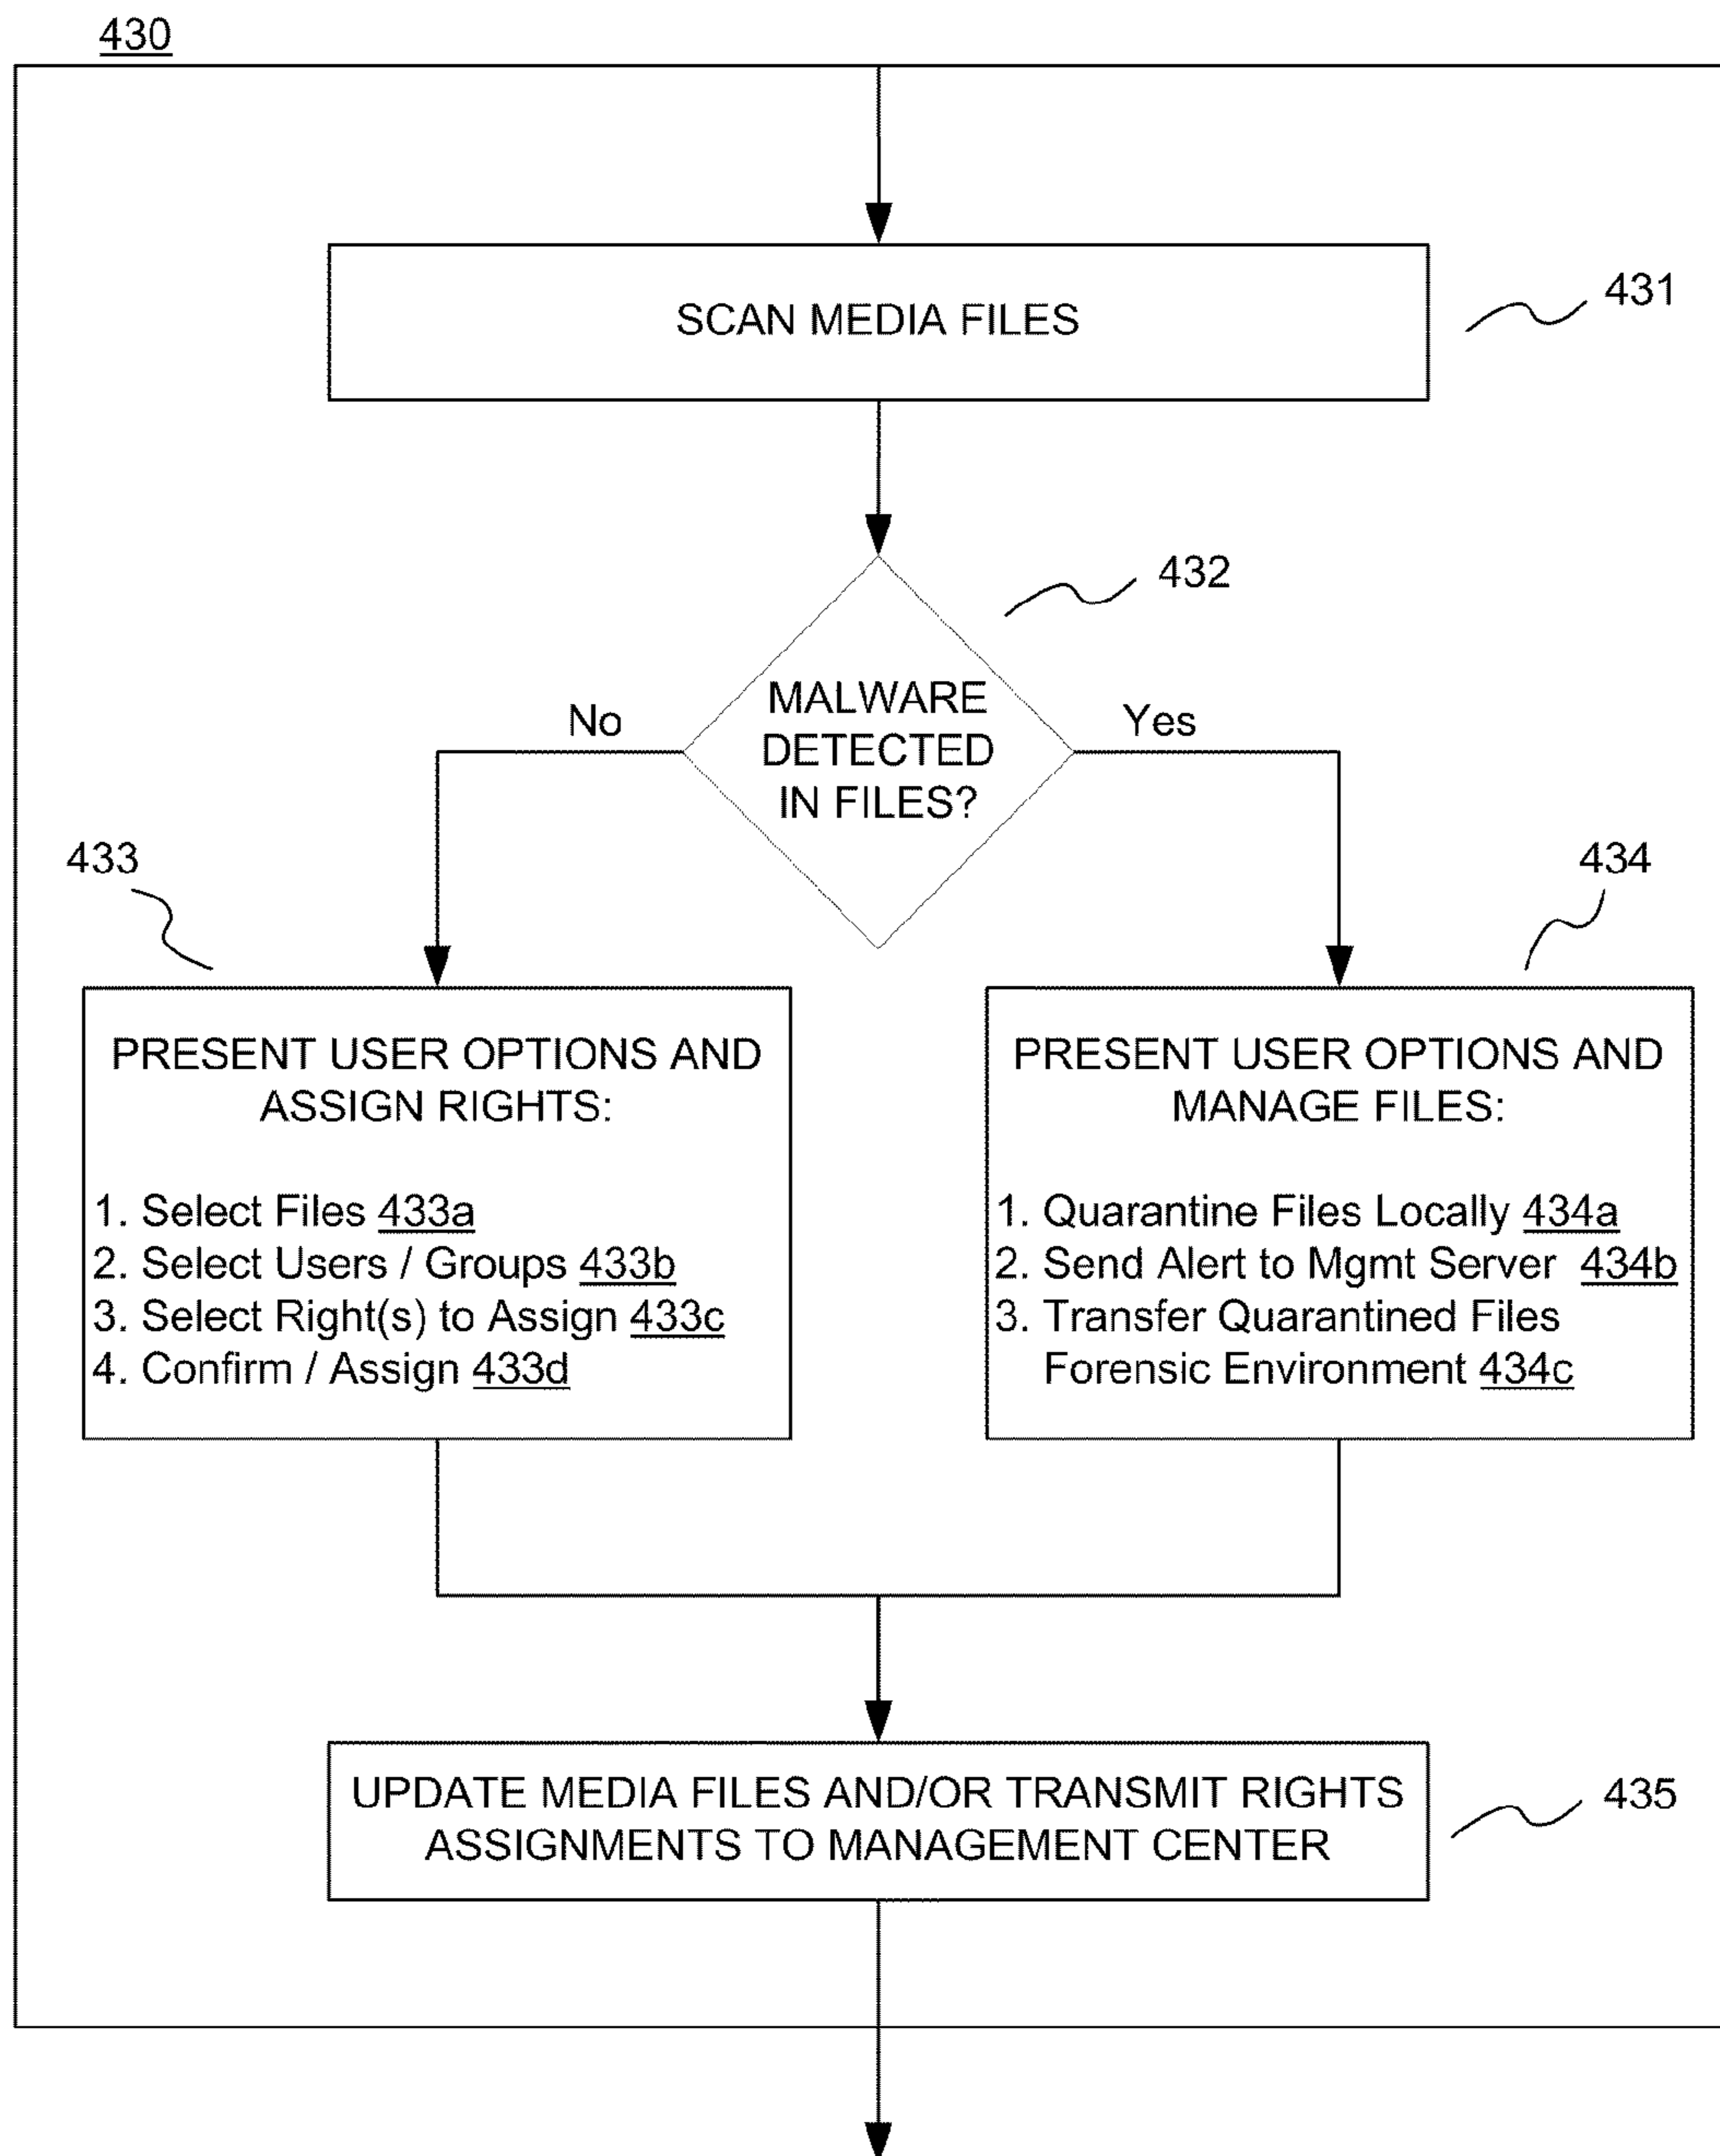 430
SCAN MEDIA FILES
431
432
MALWARE
DETECTED
IN FILES?
No
Yes
433
434
PRESENT USER OPTIONS AND
ASSIGN RIGHTS:
1. Select Files 433a
2. Select Users / Groups 433b
3. Select Right(s) to Assign 433c
4. Confirm / Assign 433d
PRESENT USER OPTIONS AND
MANAGE FILES:
1. Quarantine Files Locally 434a
2. Send Alert to Mgmt Server 434b
3. Transfer Quarantined Files
Forensic Environment 434c
UPDATE MEDIA FILES AND/OR TRANSMIT RIGHTS
ASSIGNMENTS TO MANAGEMENT CENTER
435